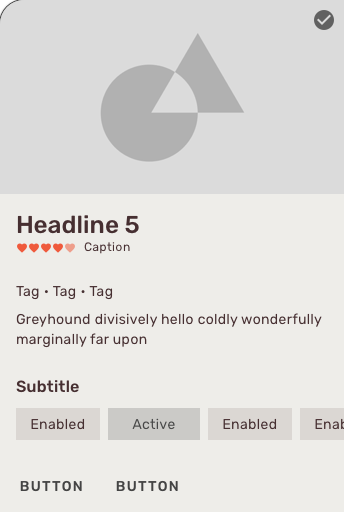 Headline 5
Caption
Tag • Tag • Tag
Greyhound divisively hello coldly wonderfully
marginally far upon
Subtitle
Enabled Active Enabled Enab
BUTTON BUTTON